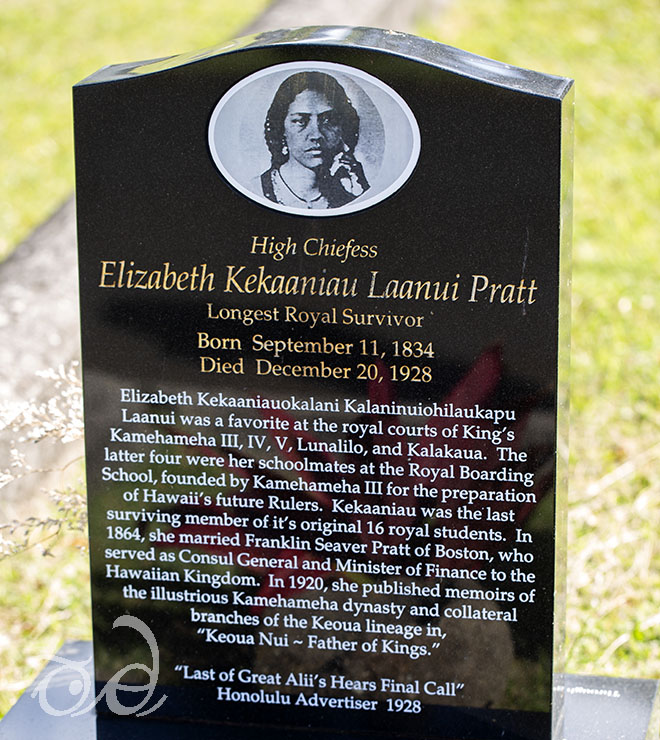 High Chiefess
Elizabeth Kekaaniau Laanui Pratt
Longest Royal Survivor
Born September 11, 1834
Died December 20, 1928
Elizabeth Kekaaniauokalani Kalaninuiohilaukapu
Laanui was a favorite at the royal courts of King's
Kamehameha III, IV, V, Lunalilo, and Kalakaua. The
latter four were her schoolmates at the Royal Boarding
School, founded by Kamehameha III for the preparation
of Hawaii's future Rulers. Kekaaniau was the last
surviving member of it's original 16 royal students. In
1864, she married Franklin Seaver Pratt of Boston, who
served as Consul General and Minister of Finance to the
Hawaiian Kingdom. In 1920, she published memoirs of
the illustrious Kamehameha dynasty and collateral
branches of the Keoua lineage in,
"Keoua Nui ~ Father of Kings."
"Last of Great Alii's Hears Final Call"
Honolulu Advertiser 1928